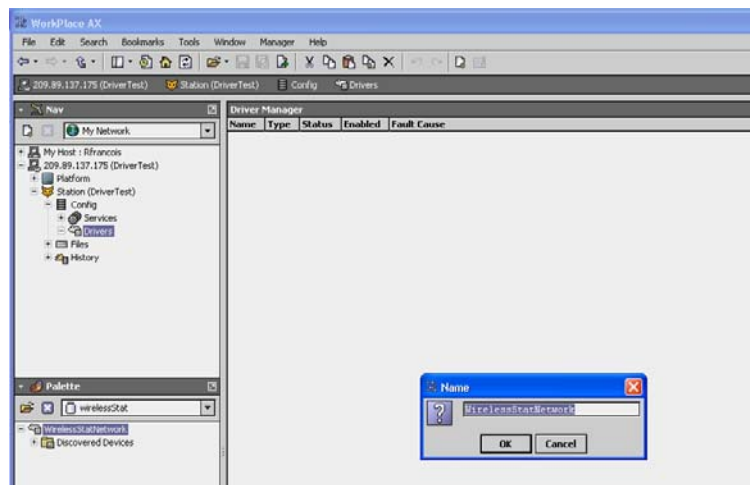 WorkPlace AX
File Edit Search Bookmarks Tools Window Manager Help
209.89.137.175 (DriverTest) Station (DriverTest) Config Drivers
Nav
My Network
My Host : Rfrancois
209.89.137.175 (DriverTest)
Platform
Station (DriverTest)
Config
Services
Drivers
Files
History
Driver Manager
Name Type Status Enabled Fault Cause
Palette
wirelessStat
WirelessStatNetwork
Discovered Devices
Name
WirelessStatNetwork
OK Cancel